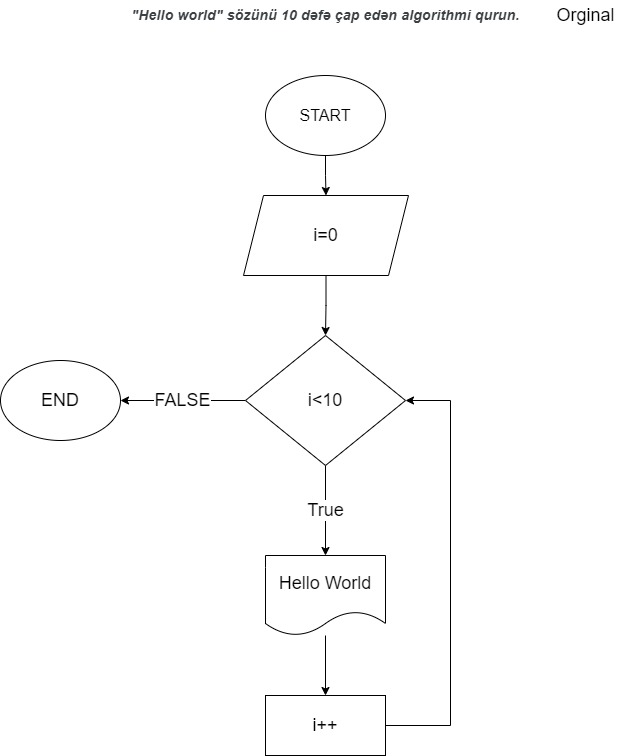 "Hello world" sözünü 10 dəfə çap edən algorithmi qurun.
Orginal
START
i=0
i<10
FALSE
END
True
Hello World
i++